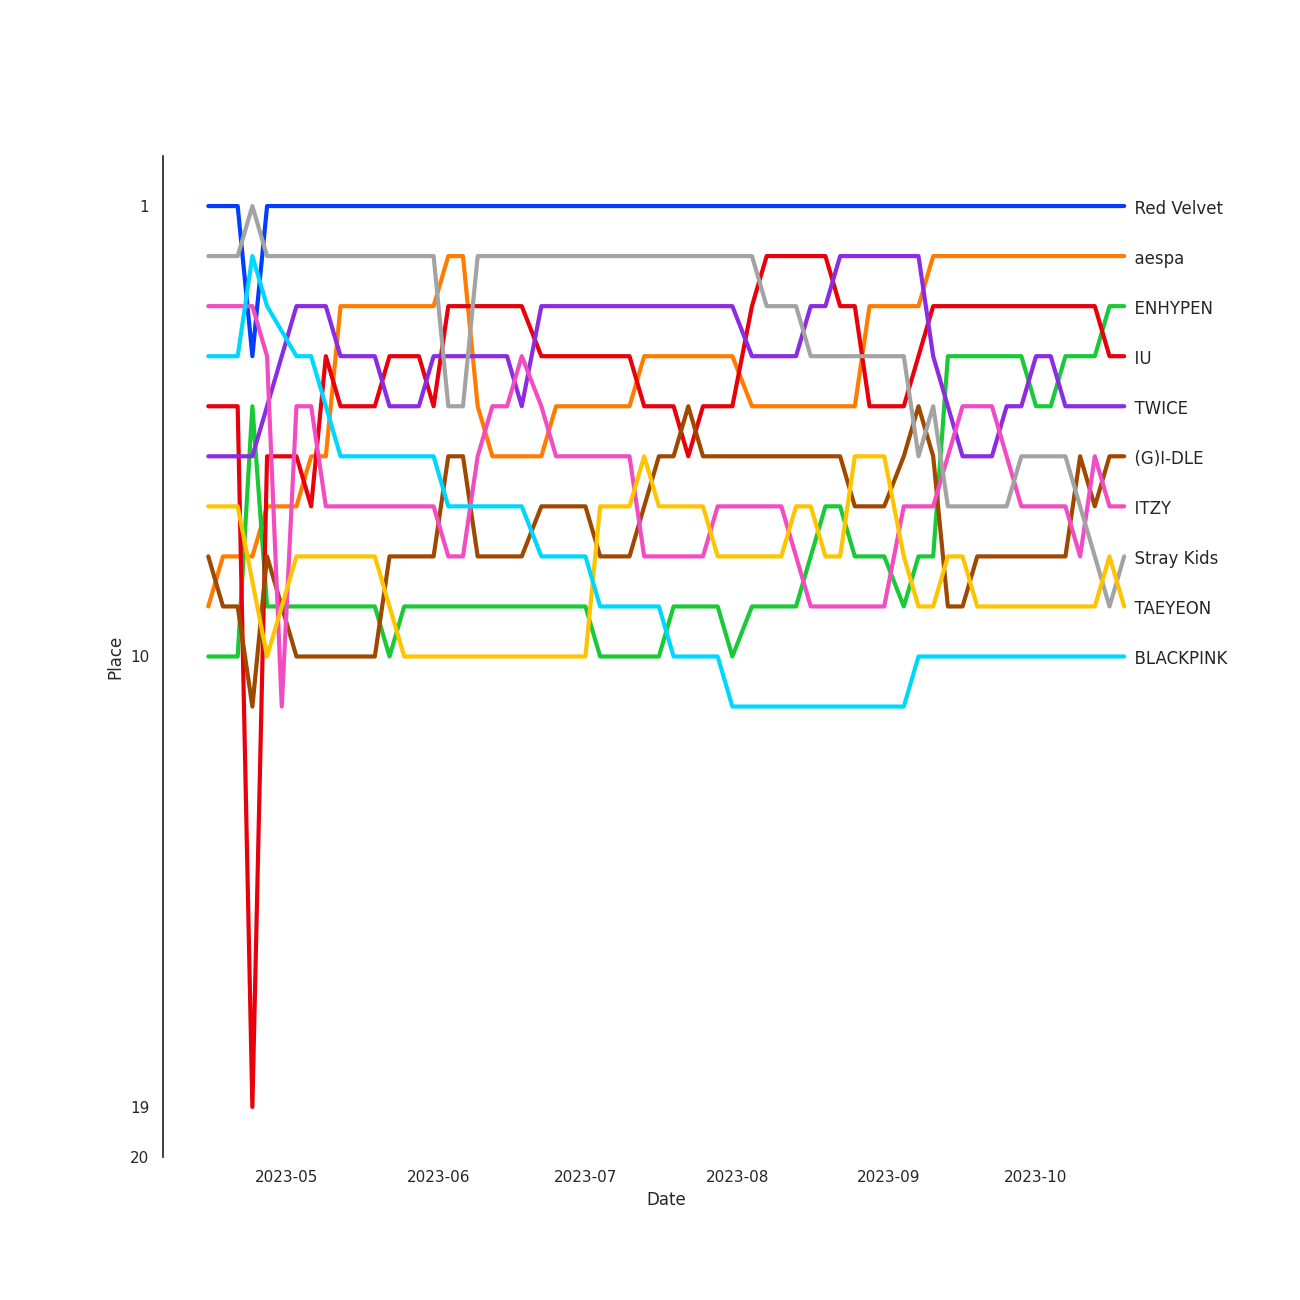 1
10
19
20
Place
2023-05
2023-06
2023-07
2023-08
2023-09
2023-10
Date
Red Velvet
aespa
ENHYPEN
IU
TWICE
(G)I-DLE
ITZY
Stray Kids
TAEYEON
BLACKPINK